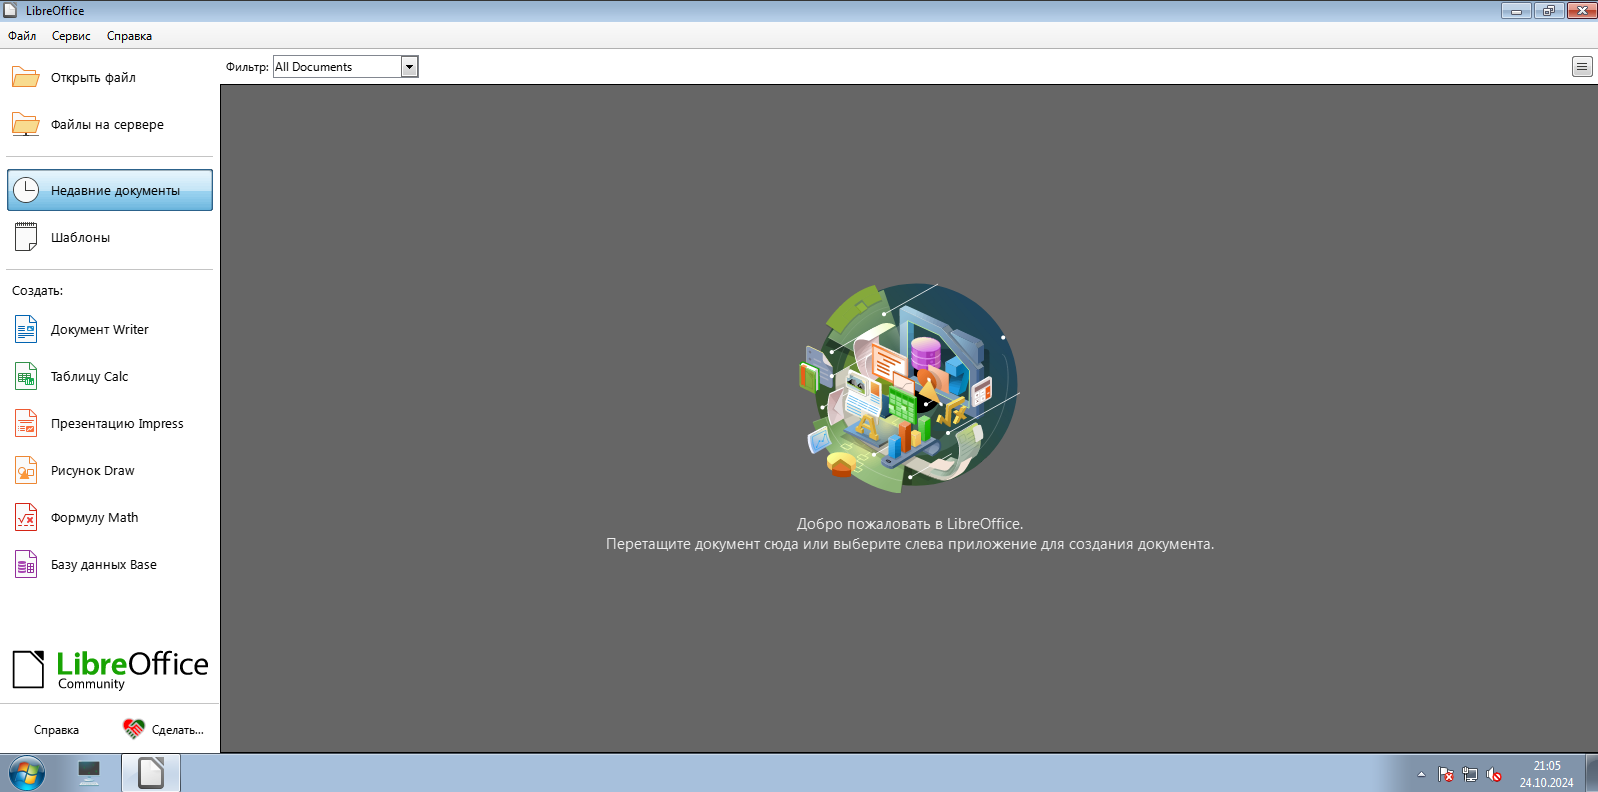 LibreOffice
Файл Сервис Справка
Открыть файл
Файлы на сервере
Недавние документы
Шаблоны
Создать:
Документ Writer
Таблицу Calc
Презентацию Impress
Рисунок Draw
Формулу Math
Базу данных Base
LibreOffice
Community
Справка Сделать...
Фильтр: All Documents
Добро пожаловать в LibreOffice.
Перетащите документ сюда или выберите слева приложение для создания документа.
21:05
24.10.2024